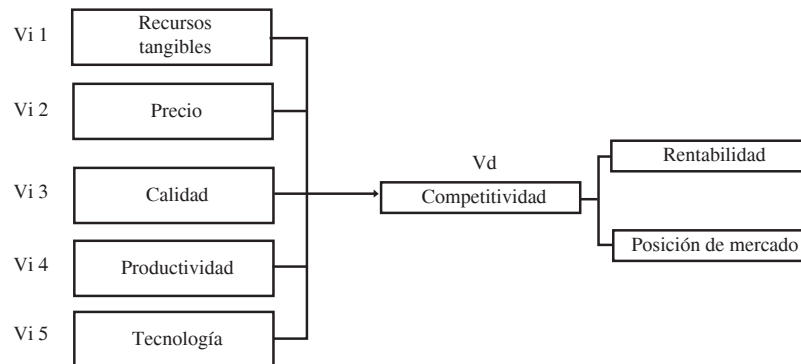 Vi 1
Recursos
tangibles
Vi 2
Precio
Vi 3
Calidad
Vi 4
Productividad
Vi 5
Tecnología
Vd
Competitividad
Rentabilidad
Posición de mercado